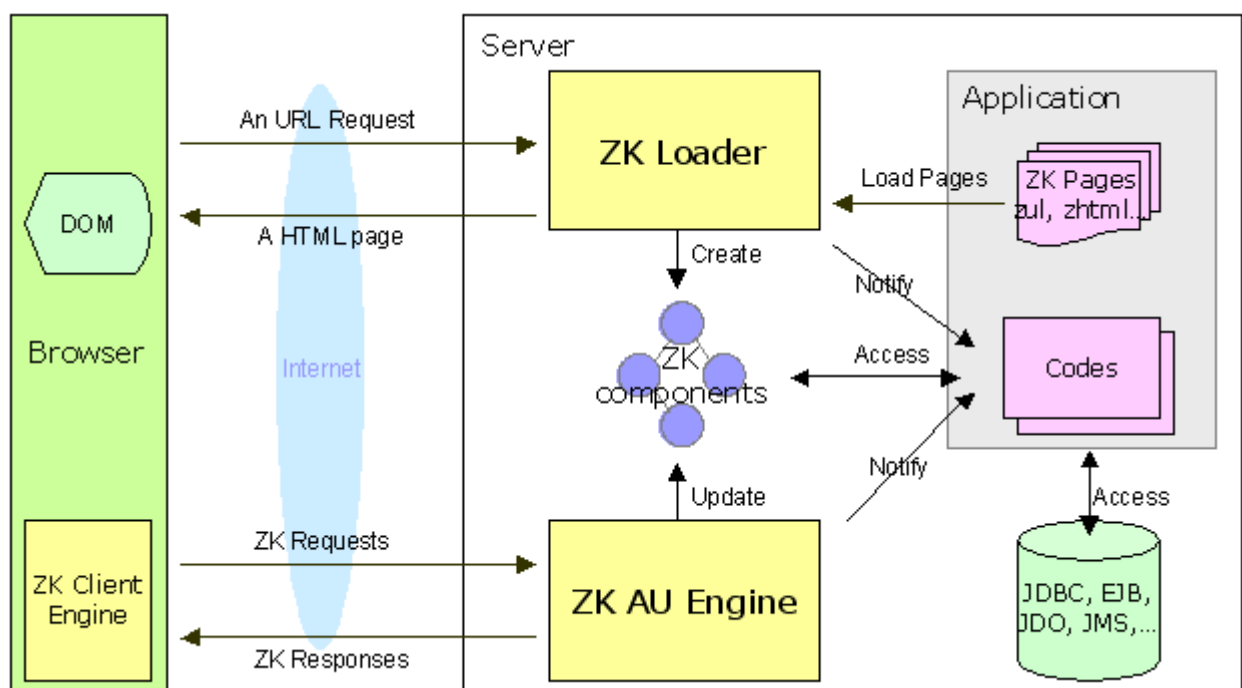 Server
Application
An URL Request
ZK Loader
Load Pages
ZK Pages
zul, zhtml...
DOM
A HTML page
Create
Notify
Browser
Internet
ZK
components
Access
Codes
Notify
Update
Access
ZK Requests
ZK Client
Engine
ZK AU Engine
JDBC, EJB,
JDO, JMS,...
ZK Responses